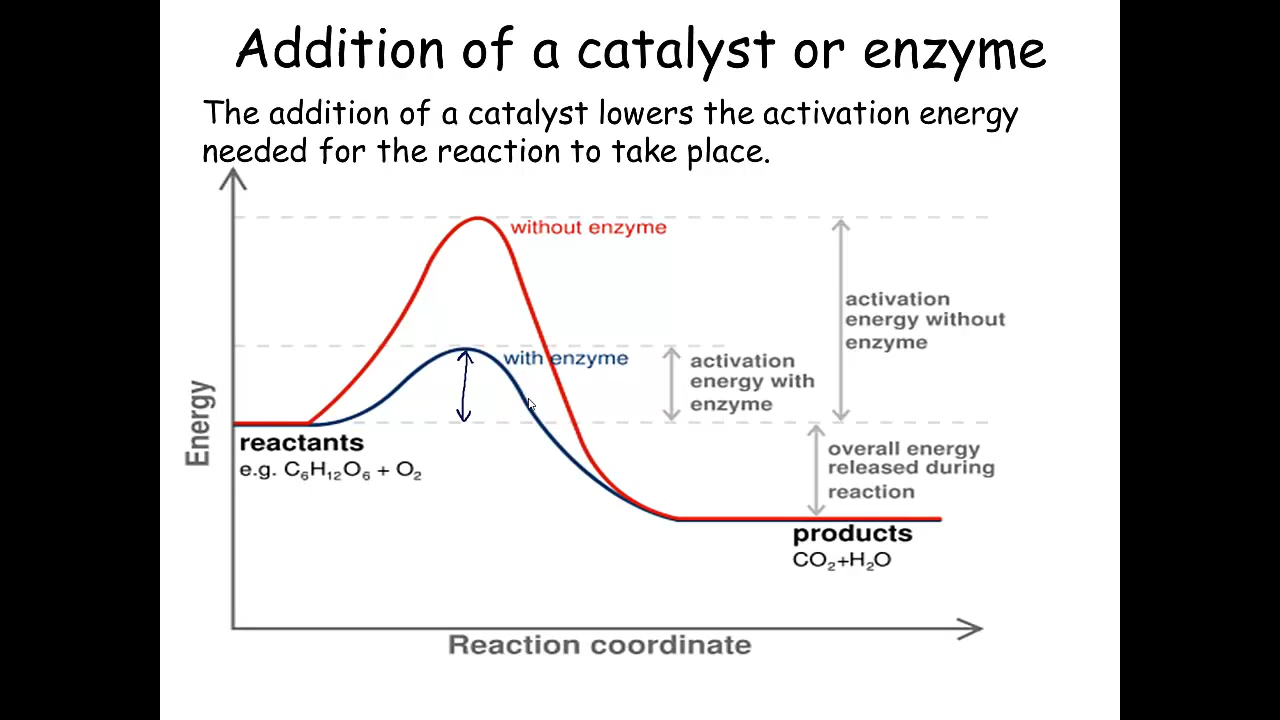 Addition of a catalyst or enzyme
The addition of a catalyst lowers the activation energy
needed for the reaction to take place.
without enzyme
with enzyme
activation
energy without
enzyme
activation
energy with
enzyme
Energy
reactants
e.g. C₆H₁₂O₆ + O₂
overall energy
released during
reaction
products
CO₂+H₂O
Reaction coordinate